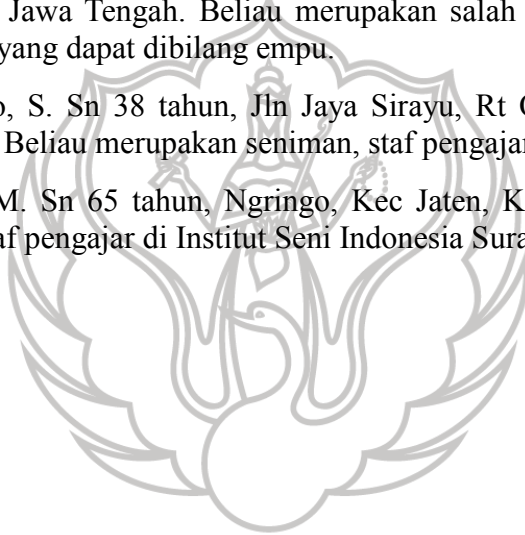 Jawa Tengah. Beliau merupakan salah
yang dapat dibilang empu.
o, S. Sn 38 tahun, Jln Jaya Sirayu, Rt
Beliau merupakan seniman, staf pengajar
M. Sn 65 tahun, Ngringo, Kec Jaten, K
af pengajar di Institut Seni Indonesia Sura